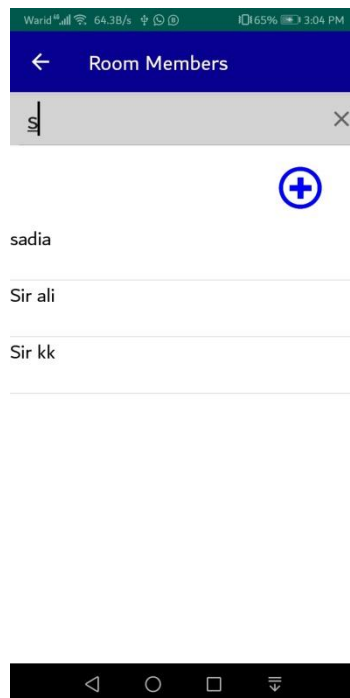 Warid 64.3B/s 65% 3:04 PM
Room Members
s
sadia
Sir ali
Sir kk